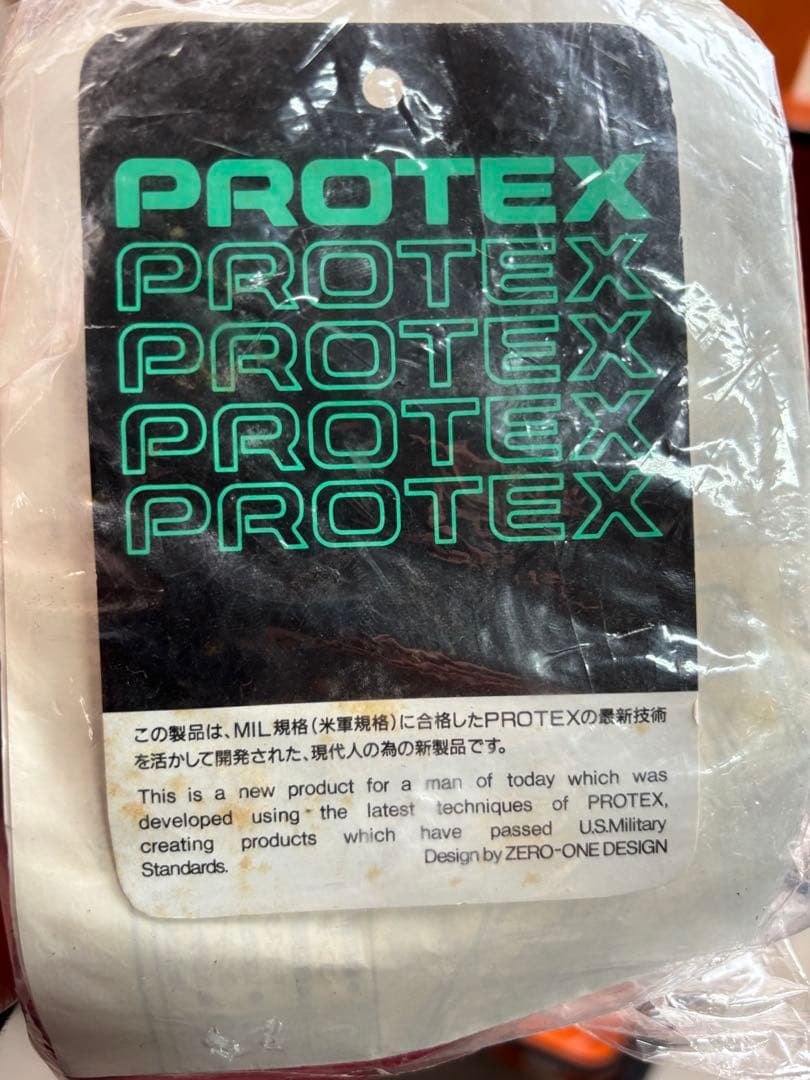 PROTEX
PROTEX
PROTEX
PROTEX
PROTEX
この製品は、MIL規格(米軍規格)に合格したPROTEXの最新技術
を活かして開発された、現代人の為の新製品です。
This is a new product for a man of today which was
developed using the latest techniques of PROTEX,
creating products which have passed U.S.Military
Standards. Design by ZERO-ONE DESIGN